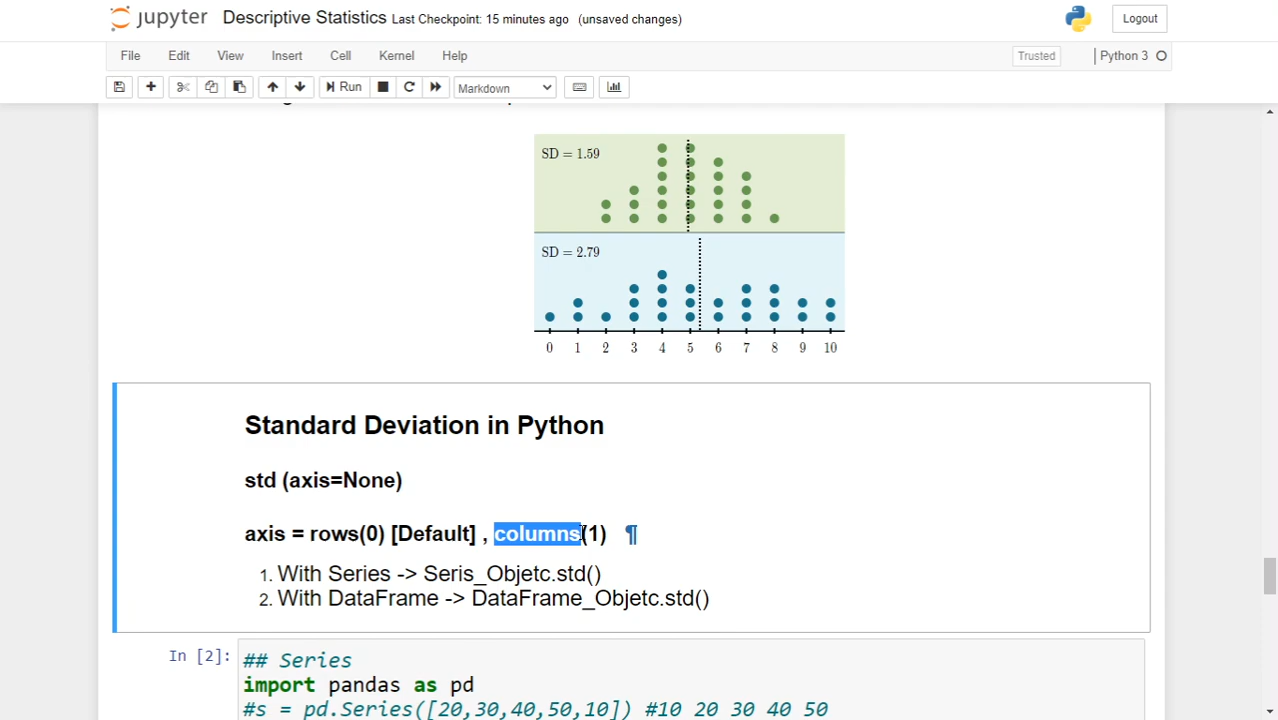 jupyter Descriptive Statistics Last Checkpoint: 15 minutes ago (unsaved changes) Logout
File Edit View Insert Cell Kernel Help Trusted Python 3
Run Markdown
SD = 1.59
SD = 2.79
0 1 2 3 4 5 6 7 8 9 10
Standard Deviation in Python
std (axis=None)
axis = rows(0) [Default] , columns(1) ¶
1. With Series -> Seris_Objetc.std()
2. With DataFrame -> DataFrame_Objetc.std()
In [2]: ## Series
import pandas as pd
#s = pd.Series([20,30,40,50,10]) #10 20 30 40 50